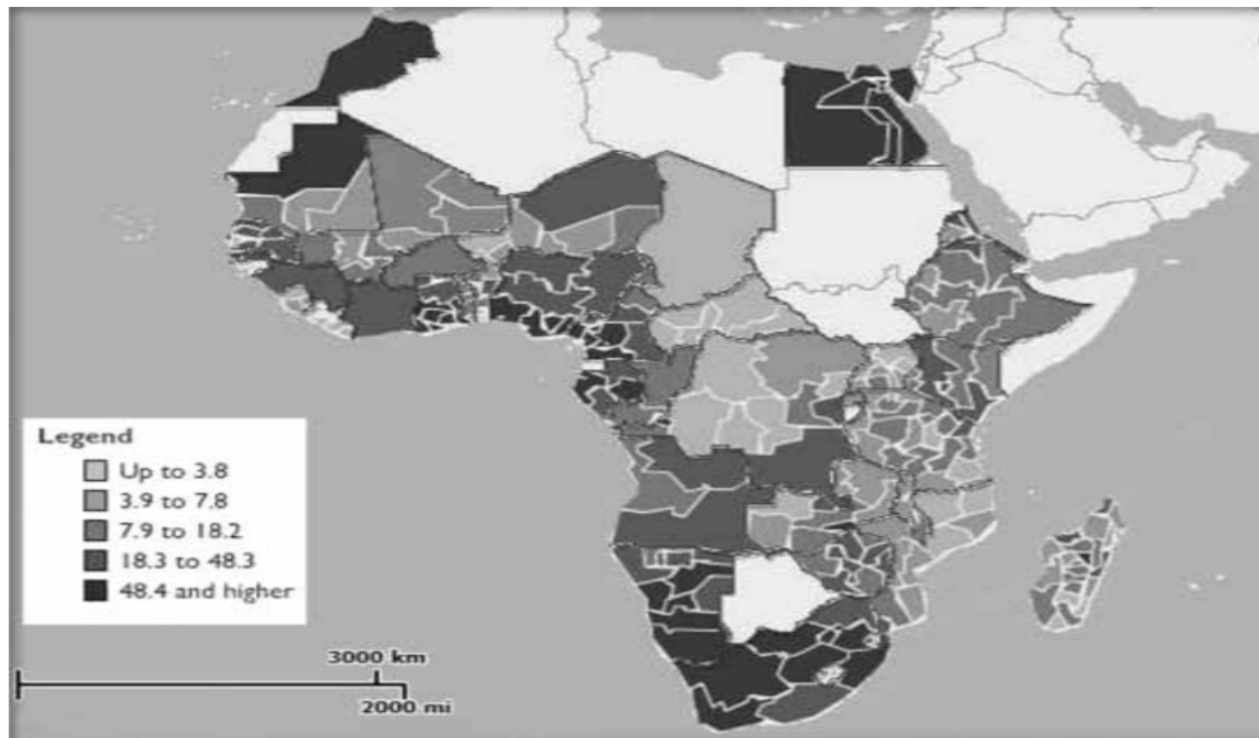 Legend
Up to 3.8
3.9 to 7.8
7.9 to 18.2
18.3 to 48.3
48.4 and higher
3000 km
2000 mi